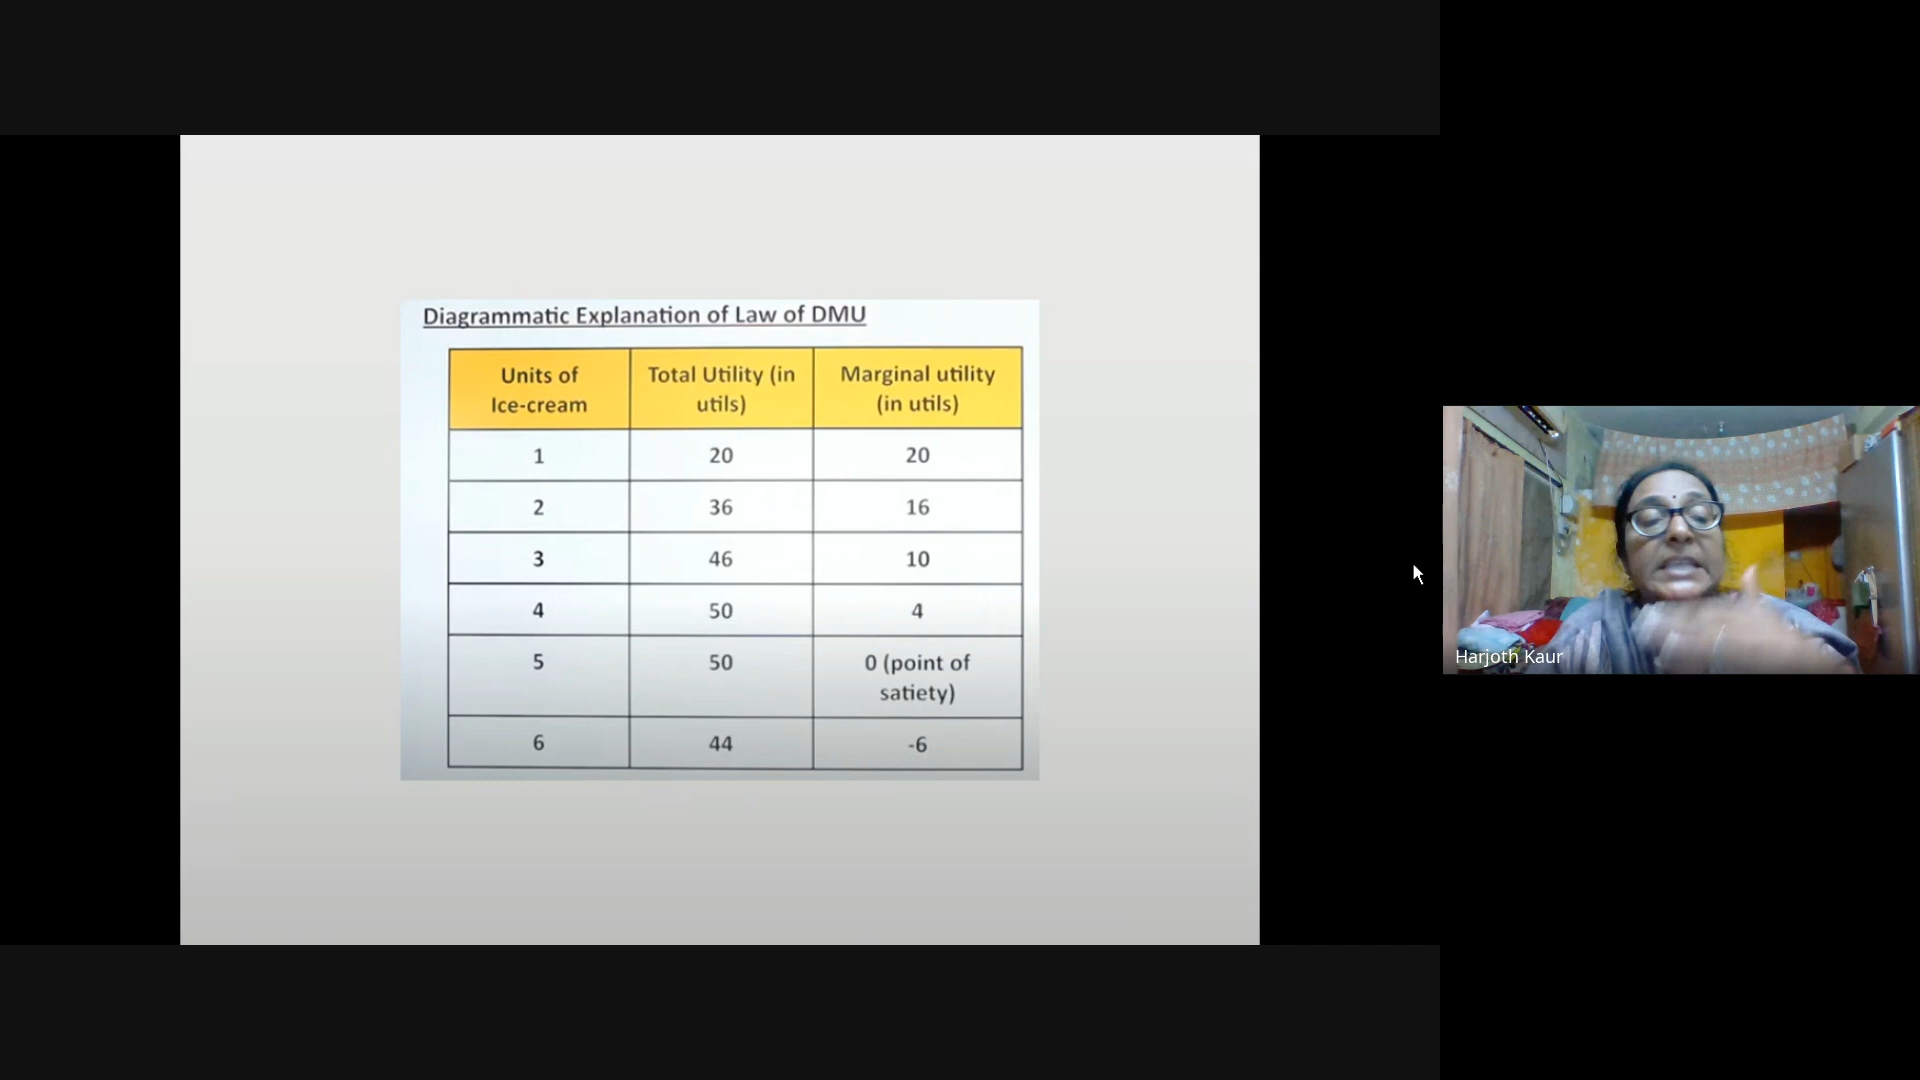 Diagrammatic Explanation of Law of DMU
Units of Ice-cream Total Utility (in utils) Marginal utility (in utils)
1 20 20
2 36 16
3 46 10
4 50 4
5 50 0 (point of satiety)
6 44 -6
Harjoth Kaur